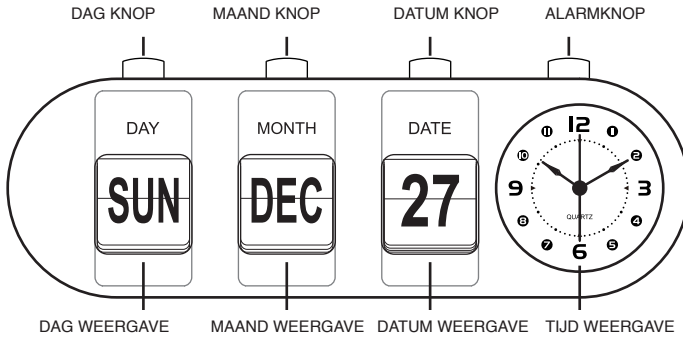 DAG KNOP MAAND KNOP DATUM KNOP ALARMKNOP
DAY MONTH DATE
SUN DEC 27
12
11 1
10 2
9 3
QUARTZ
8 4
7 5
6
DAG WEERGAVE MAAND WEERGAVE DATUM WEERGAVE TIJD WEERGAVE